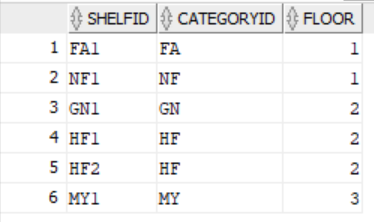 SHELFID CATEGORYID FLOOR
1 FA1 FA 1
2 NF1 NF 1
3 GN1 GN 2
4 HF1 HF 2
5 HF2 HF 2
6 MY1 MY 3